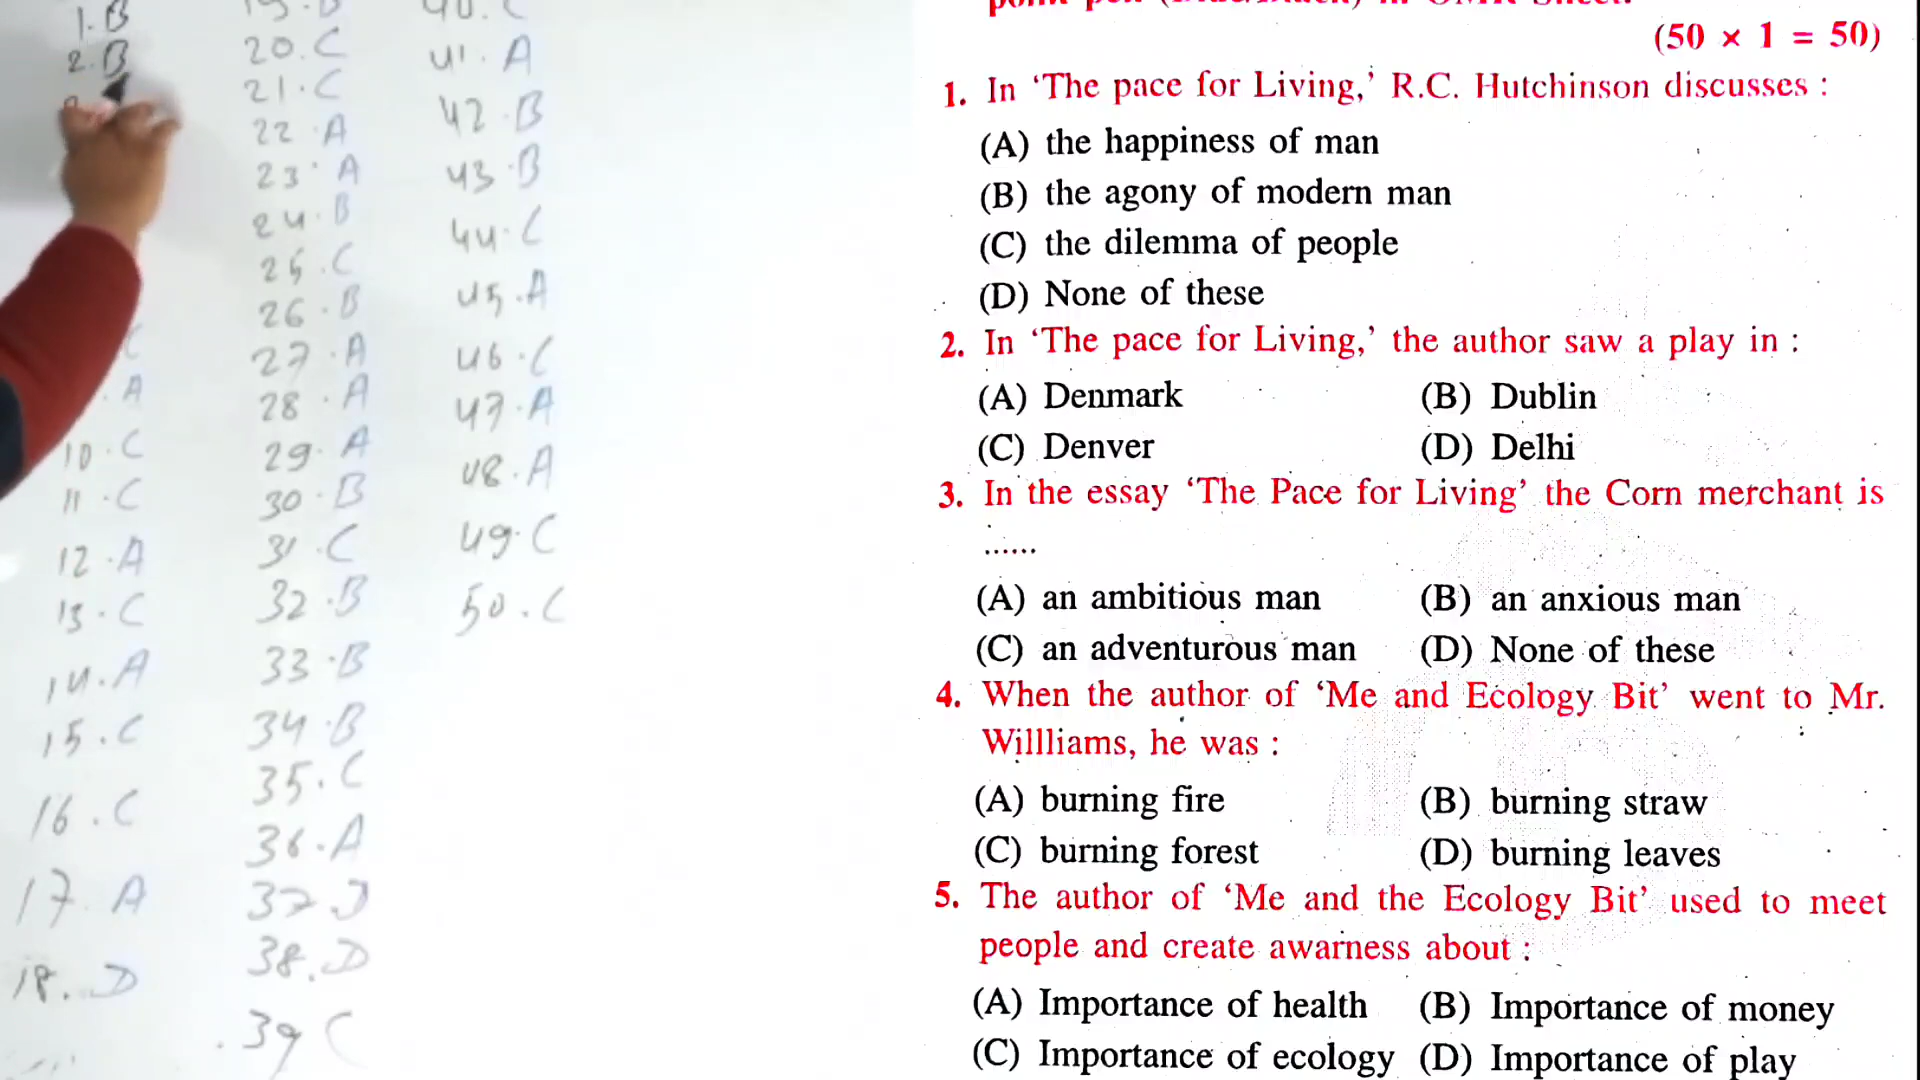 1. B
2. B
C
. A
10 . C
11 . C
12 . A
13 . C
14 . A
15 . C
16 . C
17 . A
18 . D
19 . B
20 . C
21 . C
22 . A
23 . A
24 . B
25 . C
26 . B
27 . A
28 . A
29 . A
30 . B
31 . C
32 . B
33 . B
34 . B
35 . C
36 . A
37 . D
38 . D
. 39 C
40 . C
41 . A
42 . B
43 . B
44 . C
45 . A
46 . C
47 . A
48 . A
49 . C
50 . C
(50 × 1 = 50)
1. In ‘The pace for Living,’ R.C. Hutchinson discusses :
(A) the happiness of man
(B) the agony of modern man
(C) the dilemma of people
(D) None of these
2. In ‘The pace for Living,’ the author saw a play in :
(A) Denmark (B) Dublin
(C) Denver (D) Delhi
3. In the essay ‘The Pace for Living’ the Corn merchant is
......
(A) an ambitious man (B) an anxious man
(C) an adventurous man (D) None of these
4. When the author of ‘Me and Ecology Bit’ went to Mr.
Willliams, he was :
(A) burning fire (B) burning straw
(C) burning forest (D) burning leaves
5. The author of ‘Me and the Ecology Bit’ used to meet
people and create awarness about :
(A) Importance of health (B) Importance of money
(C) Importance of ecology (D) Importance of play